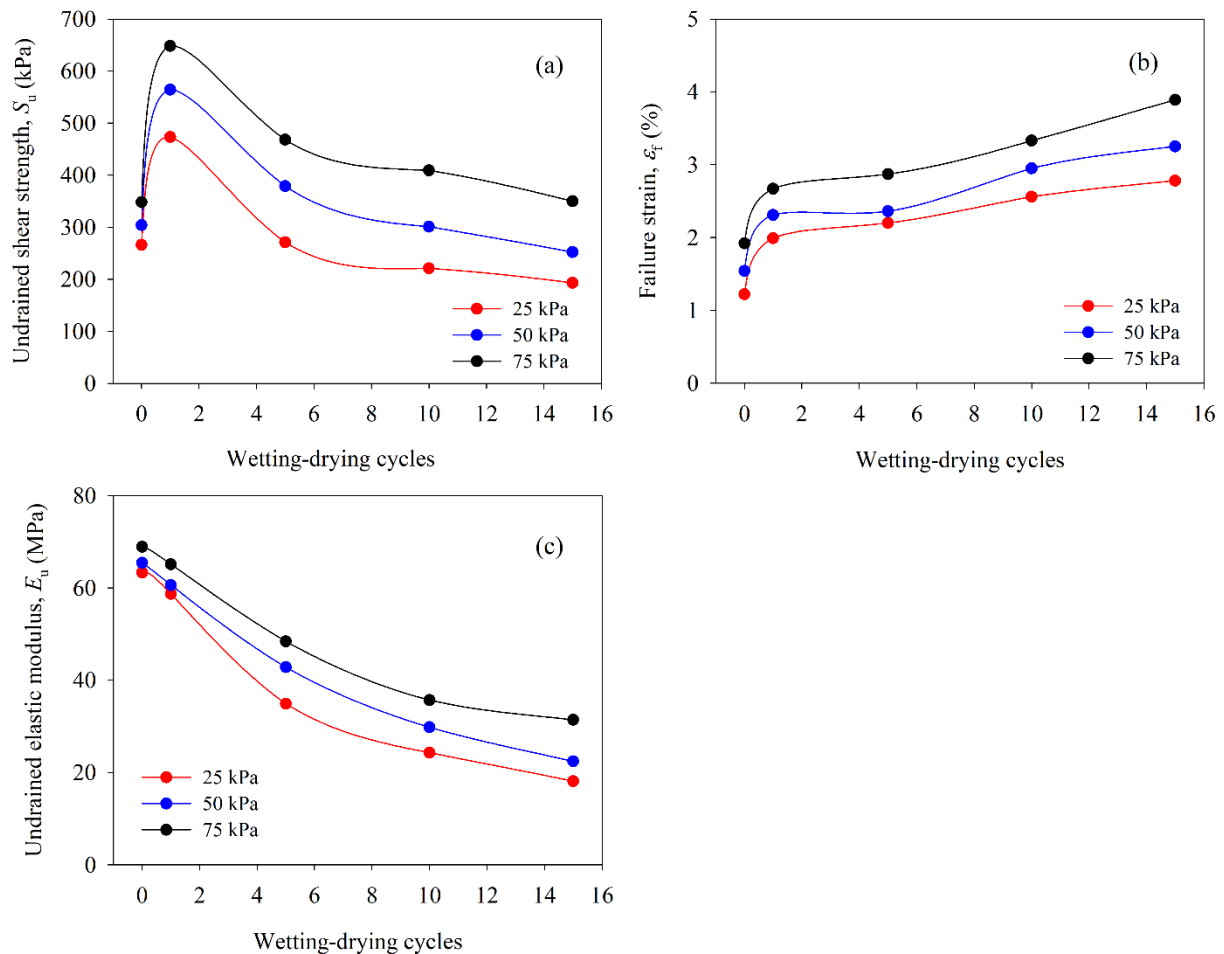 Undrained shear strength, Su (kPa)
700
600
500
400
300
200
100
0
(a)
25 kPa
50 kPa
75 kPa
0 2 4 6 8 10 12 14 16
Wetting-drying cycles
Failure strain, εf (%)
5
4
3
2
1
0
(b)
25 kPa
50 kPa
75 kPa
0 2 4 6 8 10 12 14 16
Wetting-drying cycles
Undrained elastic modulus, Eu (MPa)
80
60
40
20
0
(c)
25 kPa
50 kPa
75 kPa
0 2 4 6 8 10 12 14 16
Wetting-drying cycles